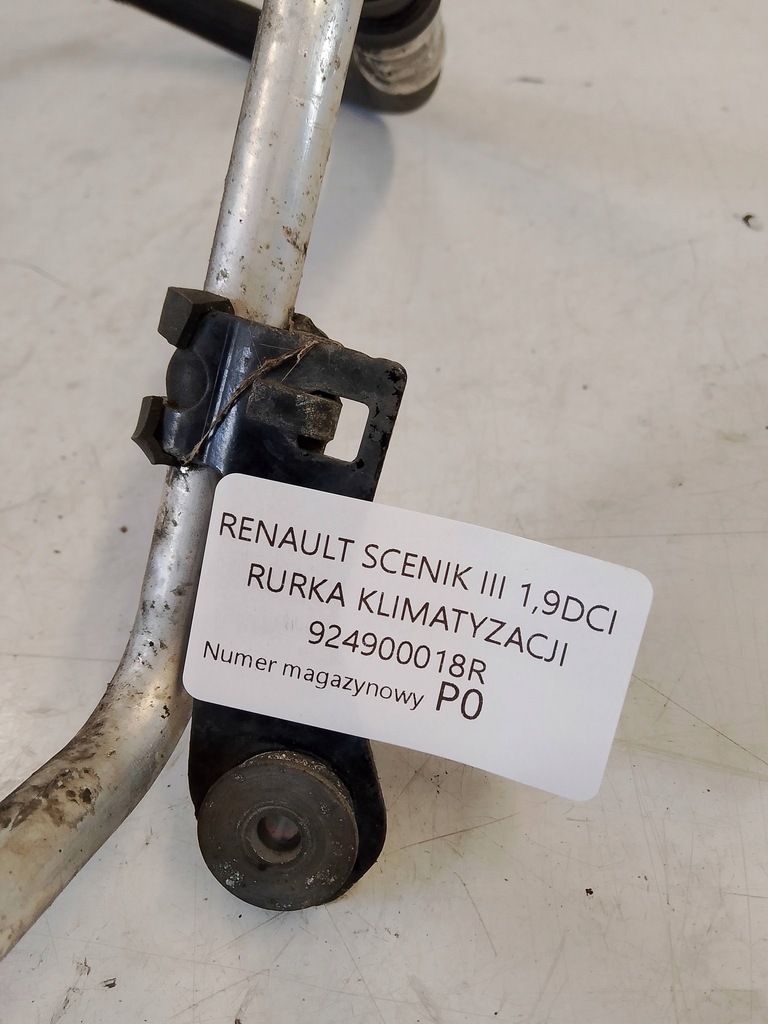 RENAULT SCENIK III 1,9DCI
RURKA KLIMATYZACJI
924900018R
Numer magazynowy P0